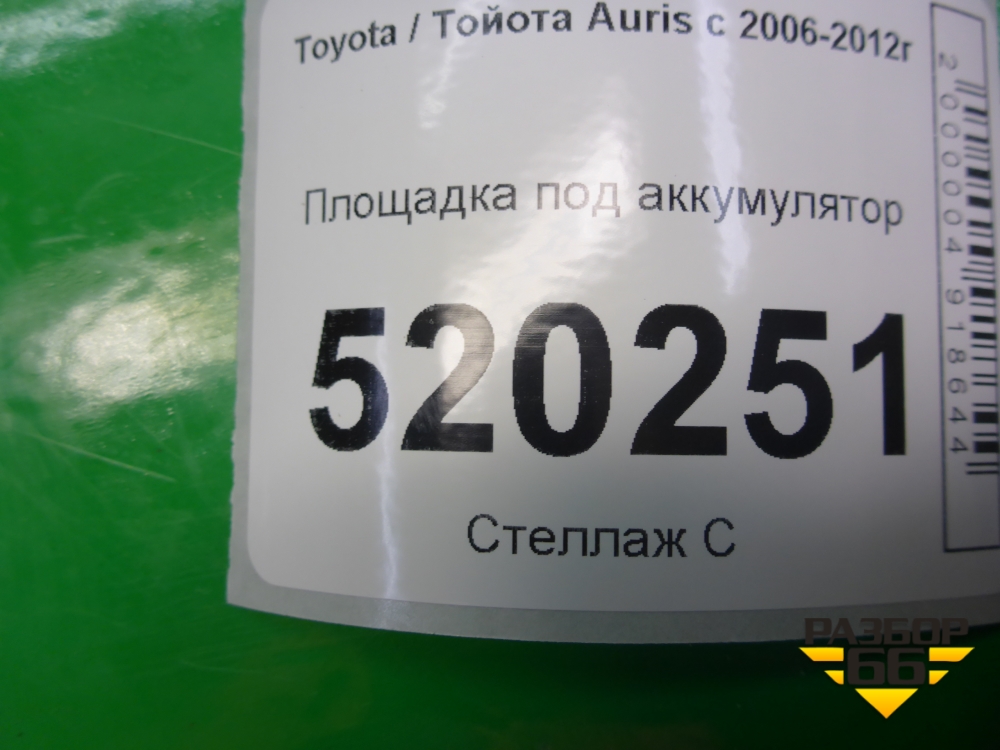 Toyota / Тойота Auris с 2006-2012г
Площадка под аккумулятор
520251
Стеллаж С
2000004918644
РАЗБОР
66